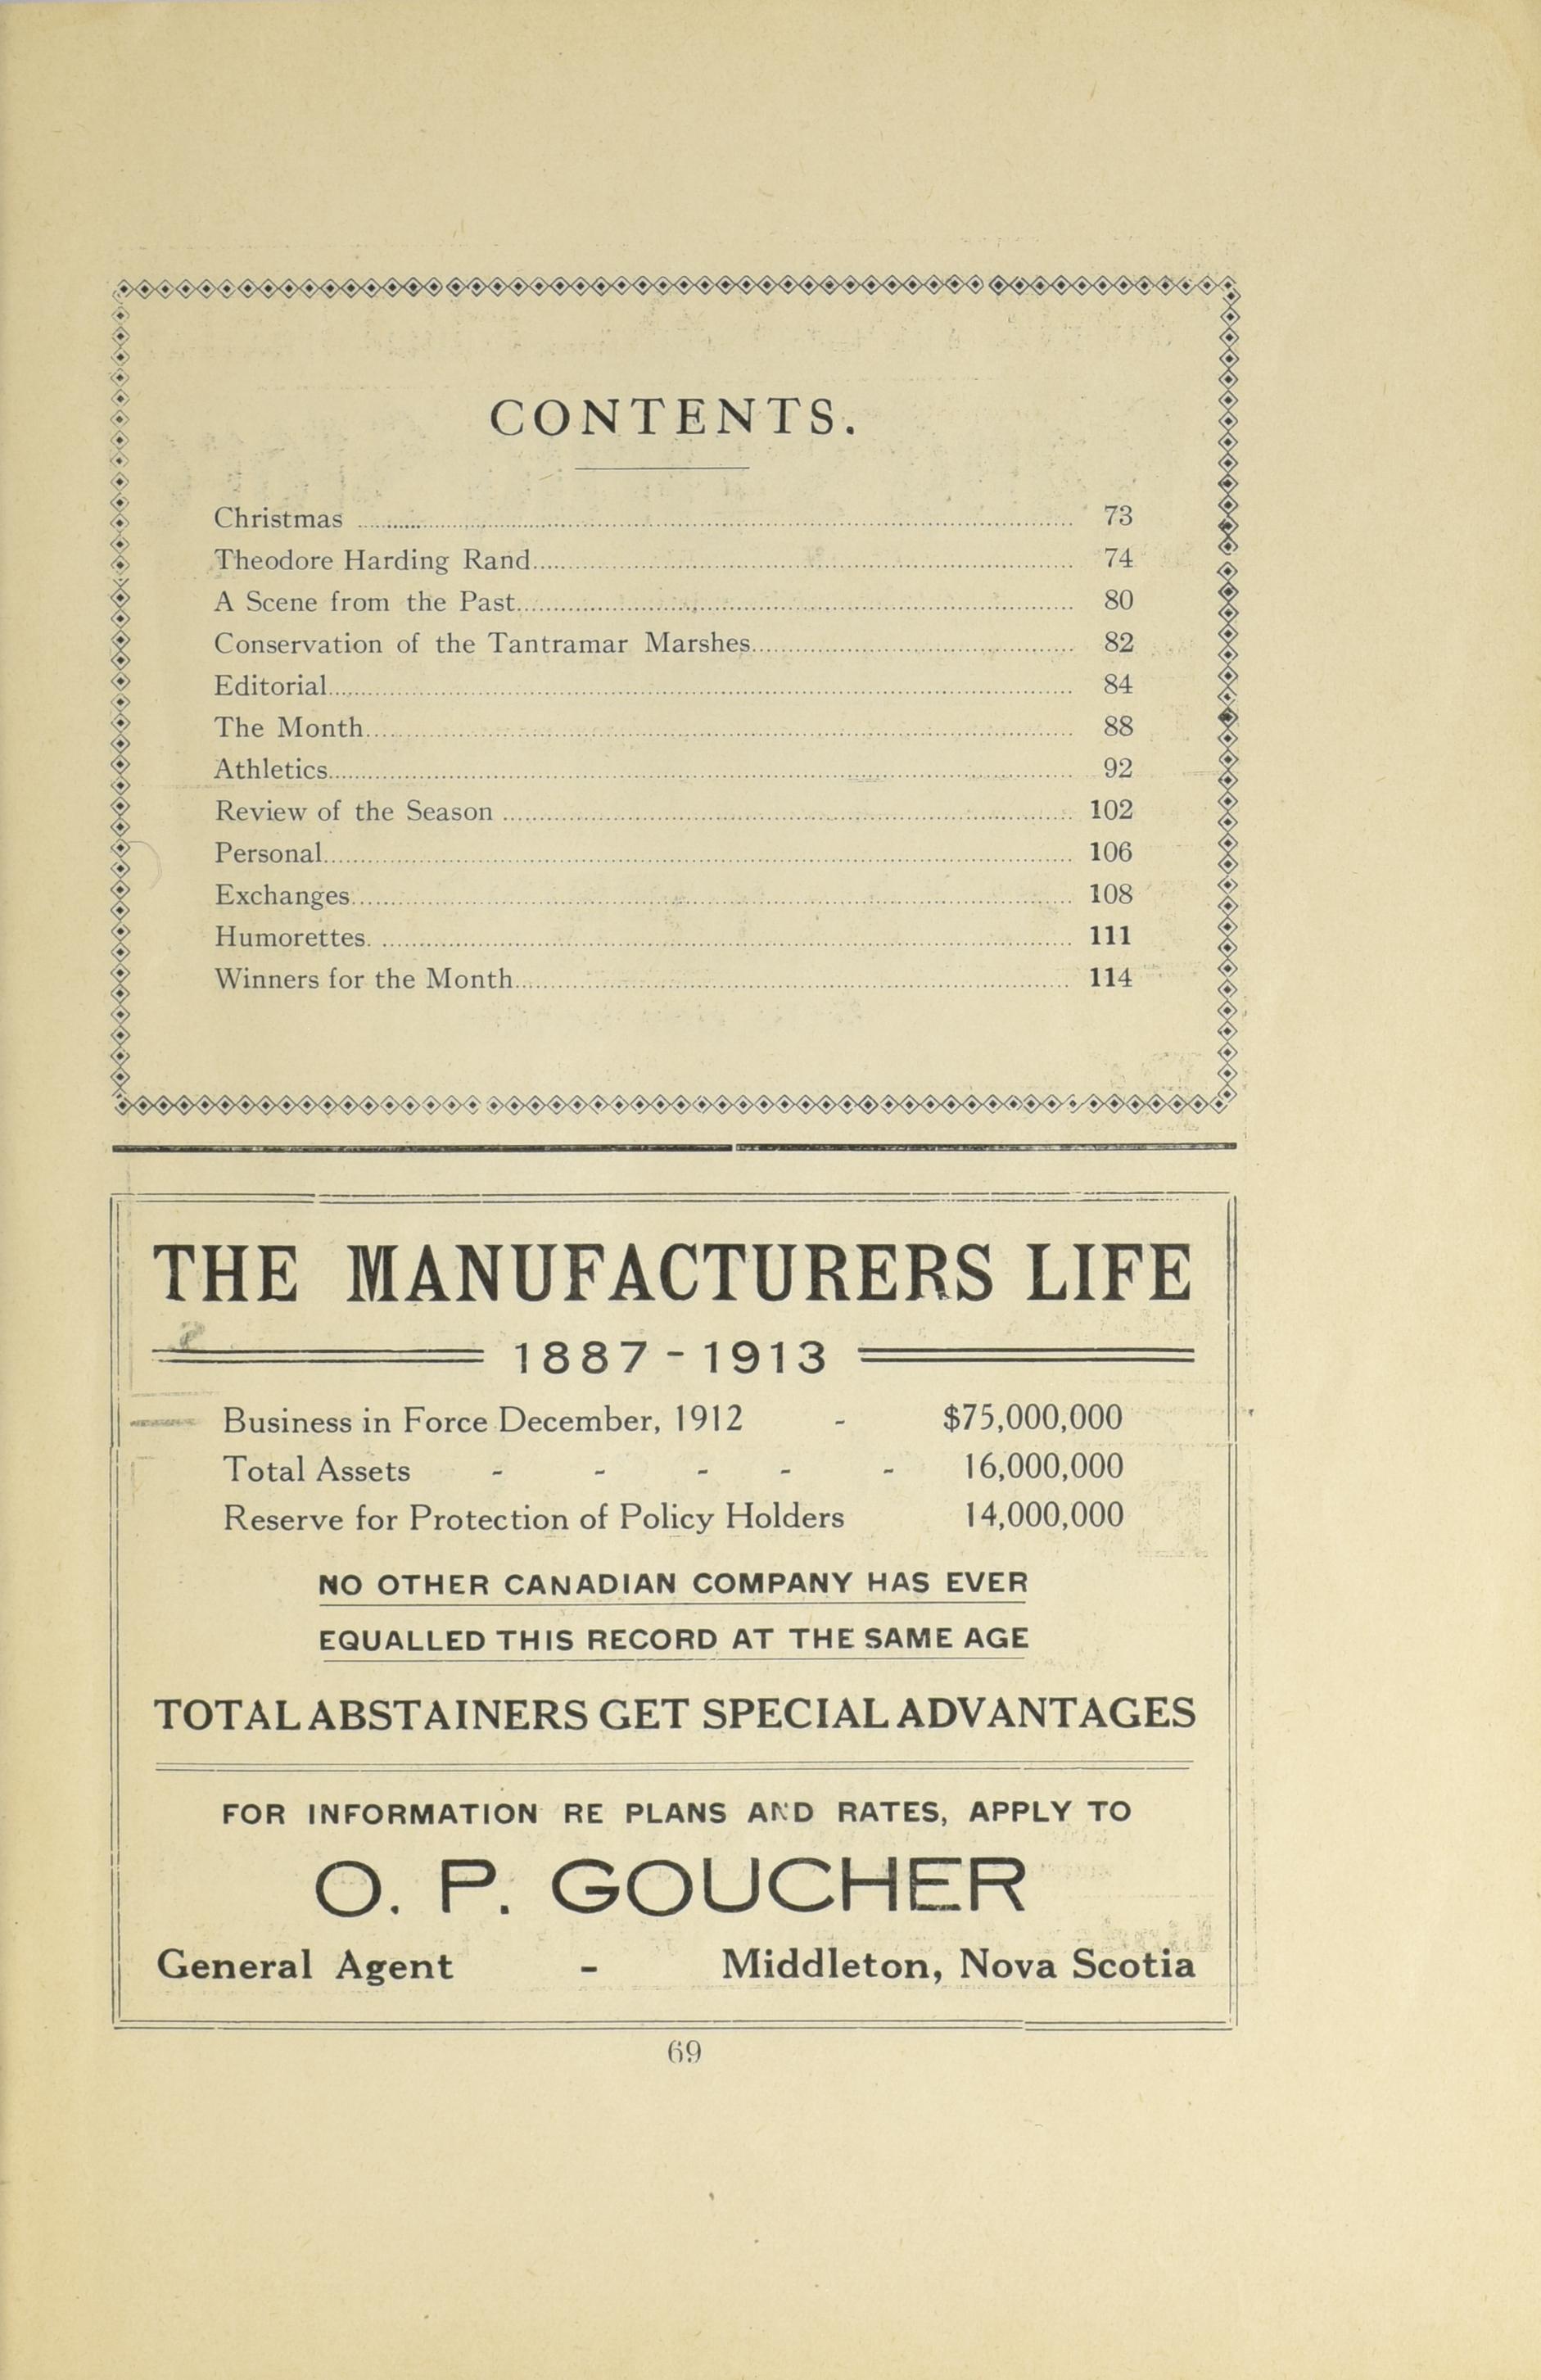 CONTENTS.
Christmas ........ 73
Theodore Harding Rand........ 74
A Scene from the Past........ 80
Conservation of the Tantramar Marshes........ 82
Editorial........ 84
The Month........ 88
Athletics........ 92
Review of the Season ........ 102
Personal........ 106
Exchanges........ 108
Humorettes. ........ 111
Winners for the Month........ 114
THE MANUFACTURERS LIFE
1887 - 1913
Business in Force December, 1912 - $75,000,000
Total Assets - - - - - 16,000,000
Reserve for Protection of Policy Holders 14,000,000
NO OTHER CANADIAN COMPANY HAS EVER
EQUALLED THIS RECORD AT THE SAME AGE
TOTAL ABSTAINERS GET SPECIAL ADVANTAGES
FOR INFORMATION RE PLANS AND RATES, APPLY TO
O. P. GOUCHER
General Agent - Middleton, Nova Scotia
69